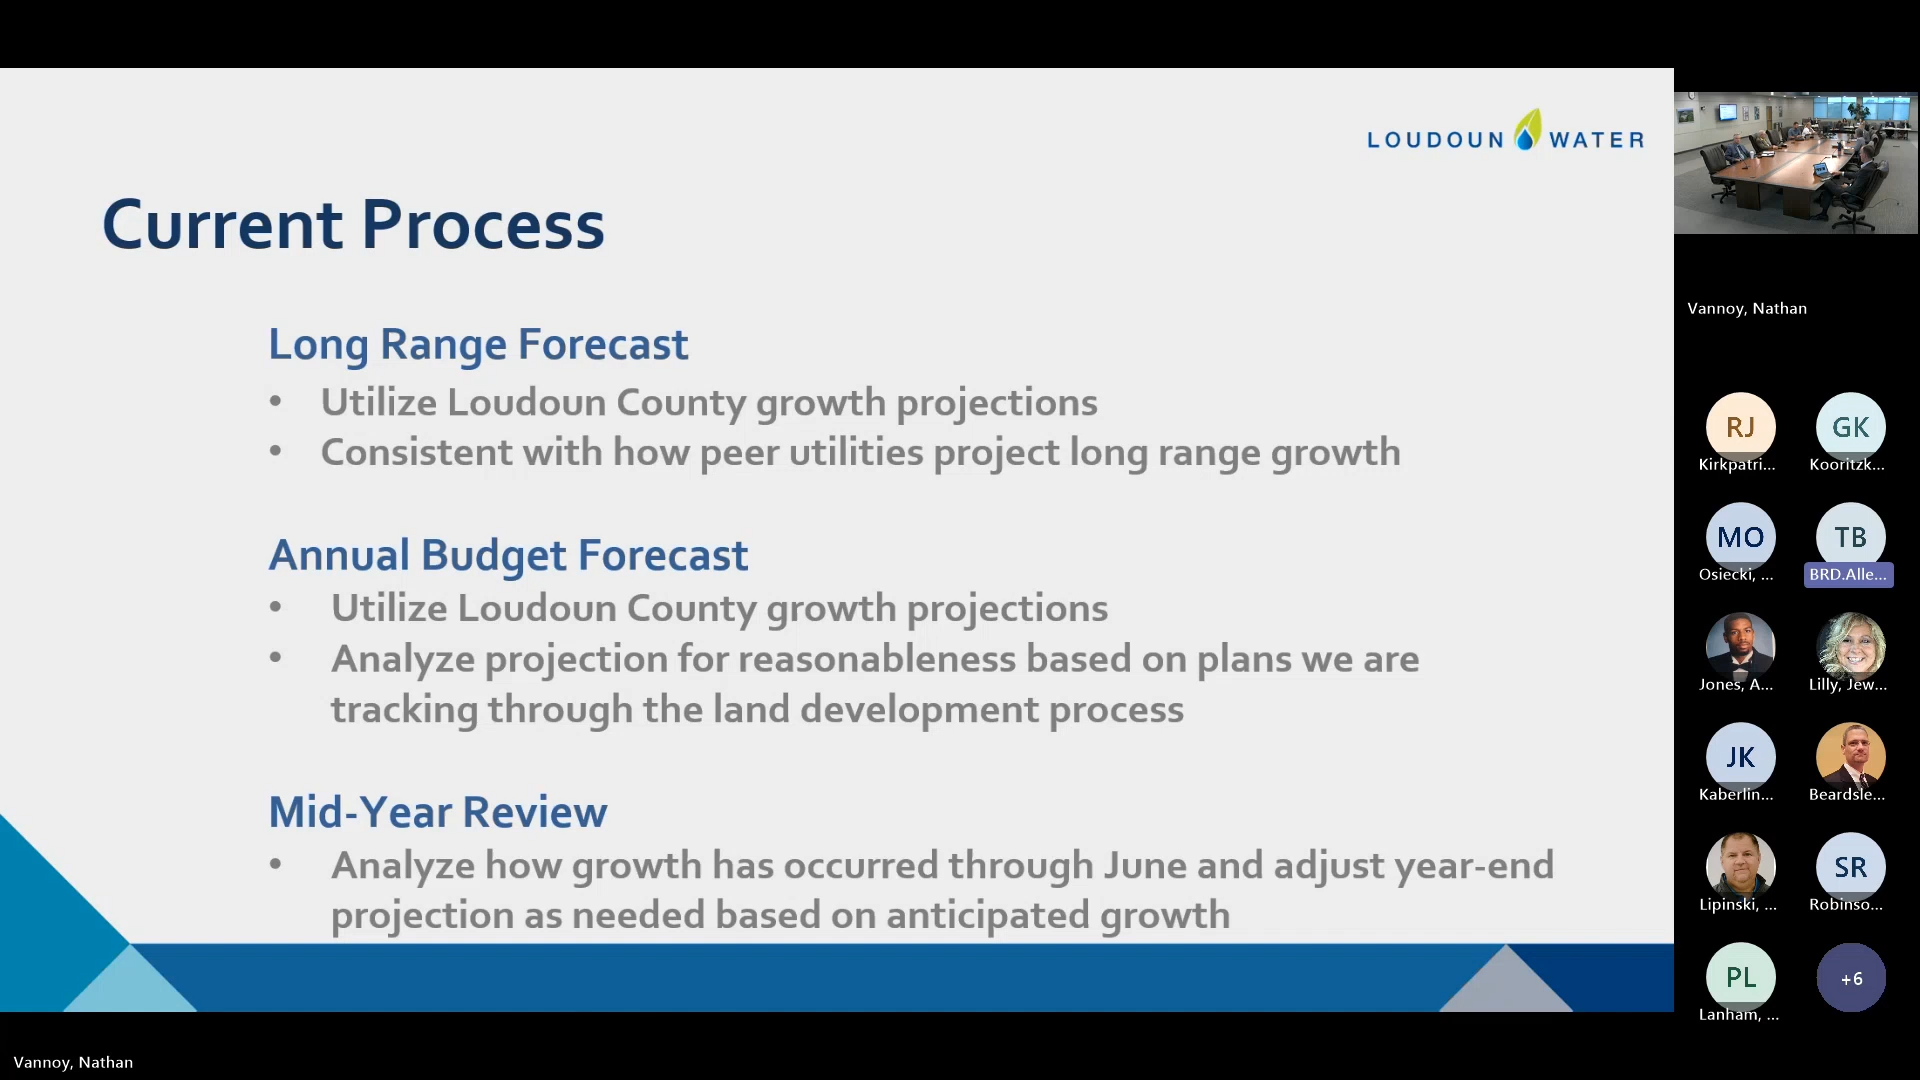 LOUDOUN WATER
Current Process
Long Range Forecast
• Utilize Loudoun County growth projections
• Consistent with how peer utilities project long range growth
Annual Budget Forecast
• Utilize Loudoun County growth projections
• Analyze projection for reasonableness based on plans we are
tracking through the land development process
Mid-Year Review
• Analyze how growth has occurred through June and adjust year-end
projection as needed based on anticipated growth
Vannoy, Nathan
RJ
GK
Kirkpatri...
Kooritzk...
MO
TB
Osiecki, ...
BRD.Alle...
Jones, A...
Lilly, Jew...
JK
Kaberlin...
Beardsle...
SR
Lipinski, ...
Robinso...
PL
+6
Lanham, ...
Vannoy, Nathan